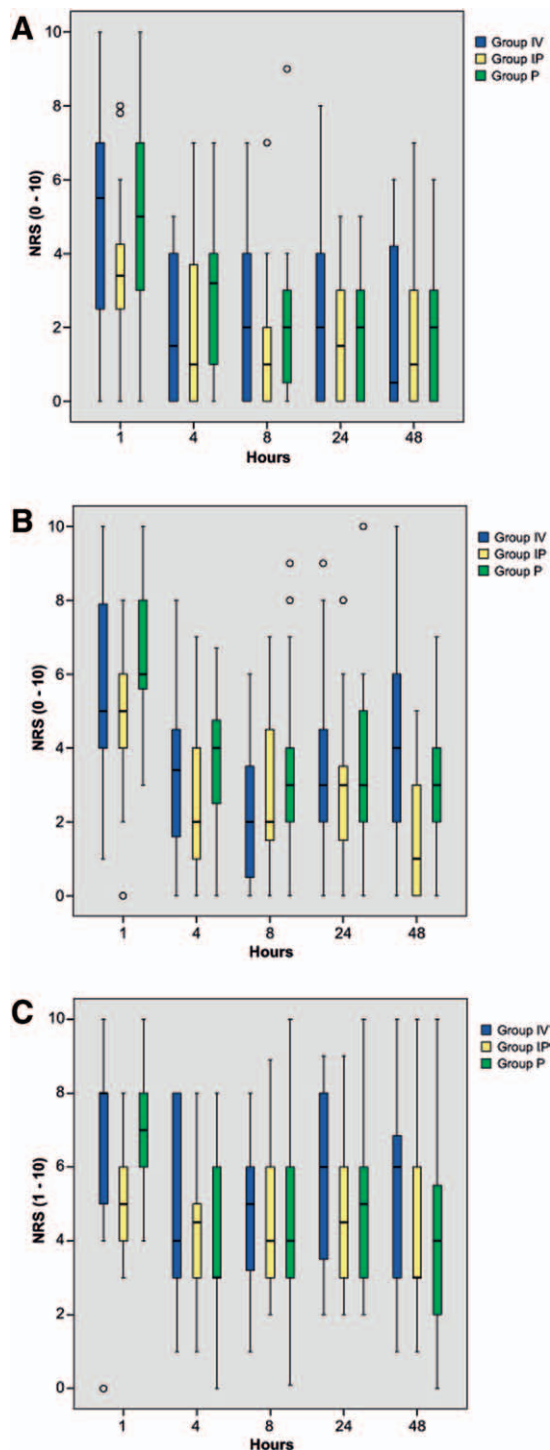 A
Group IV
Group IP
Group P
10
8
6
4
2
0
NRS (0 - 10)
1 4 8 24 48
Hours
B
Group IV
Group IP
Group P
10
8
6
4
2
0
NRS (0 - 10)
1 4 8 24 48
Hours
C
Group IV
Group IP
Group P
10
8
6
4
2
0
NRS (1 - 10)
1 4 8 24 48
Hours